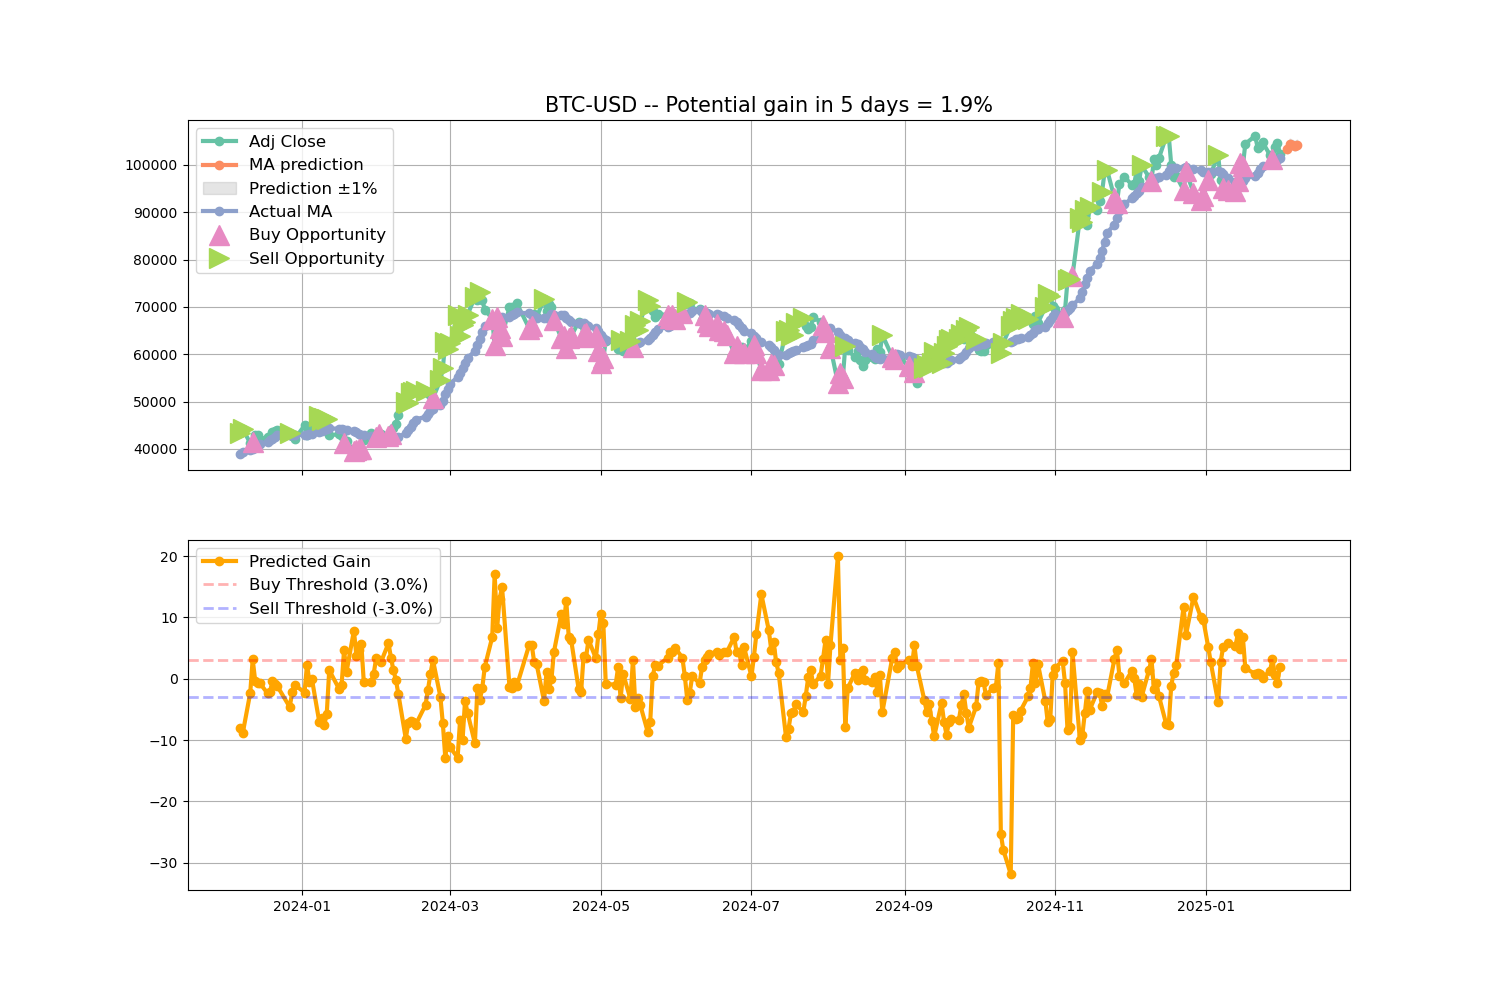 BTC-USD -- Potential gain in 5 days = 1.9%
Adj Close
MA prediction
Prediction ±1%
Actual MA
Buy Opportunity
Sell Opportunity
100000
90000
80000
70000
60000
50000
40000
Predicted Gain
Buy Threshold (3.0%)
Sell Threshold (-3.0%)
20
10
0
−10
−20
−30
2024-01
2024-03
2024-05
2024-07
2024-09
2024-11
2025-01